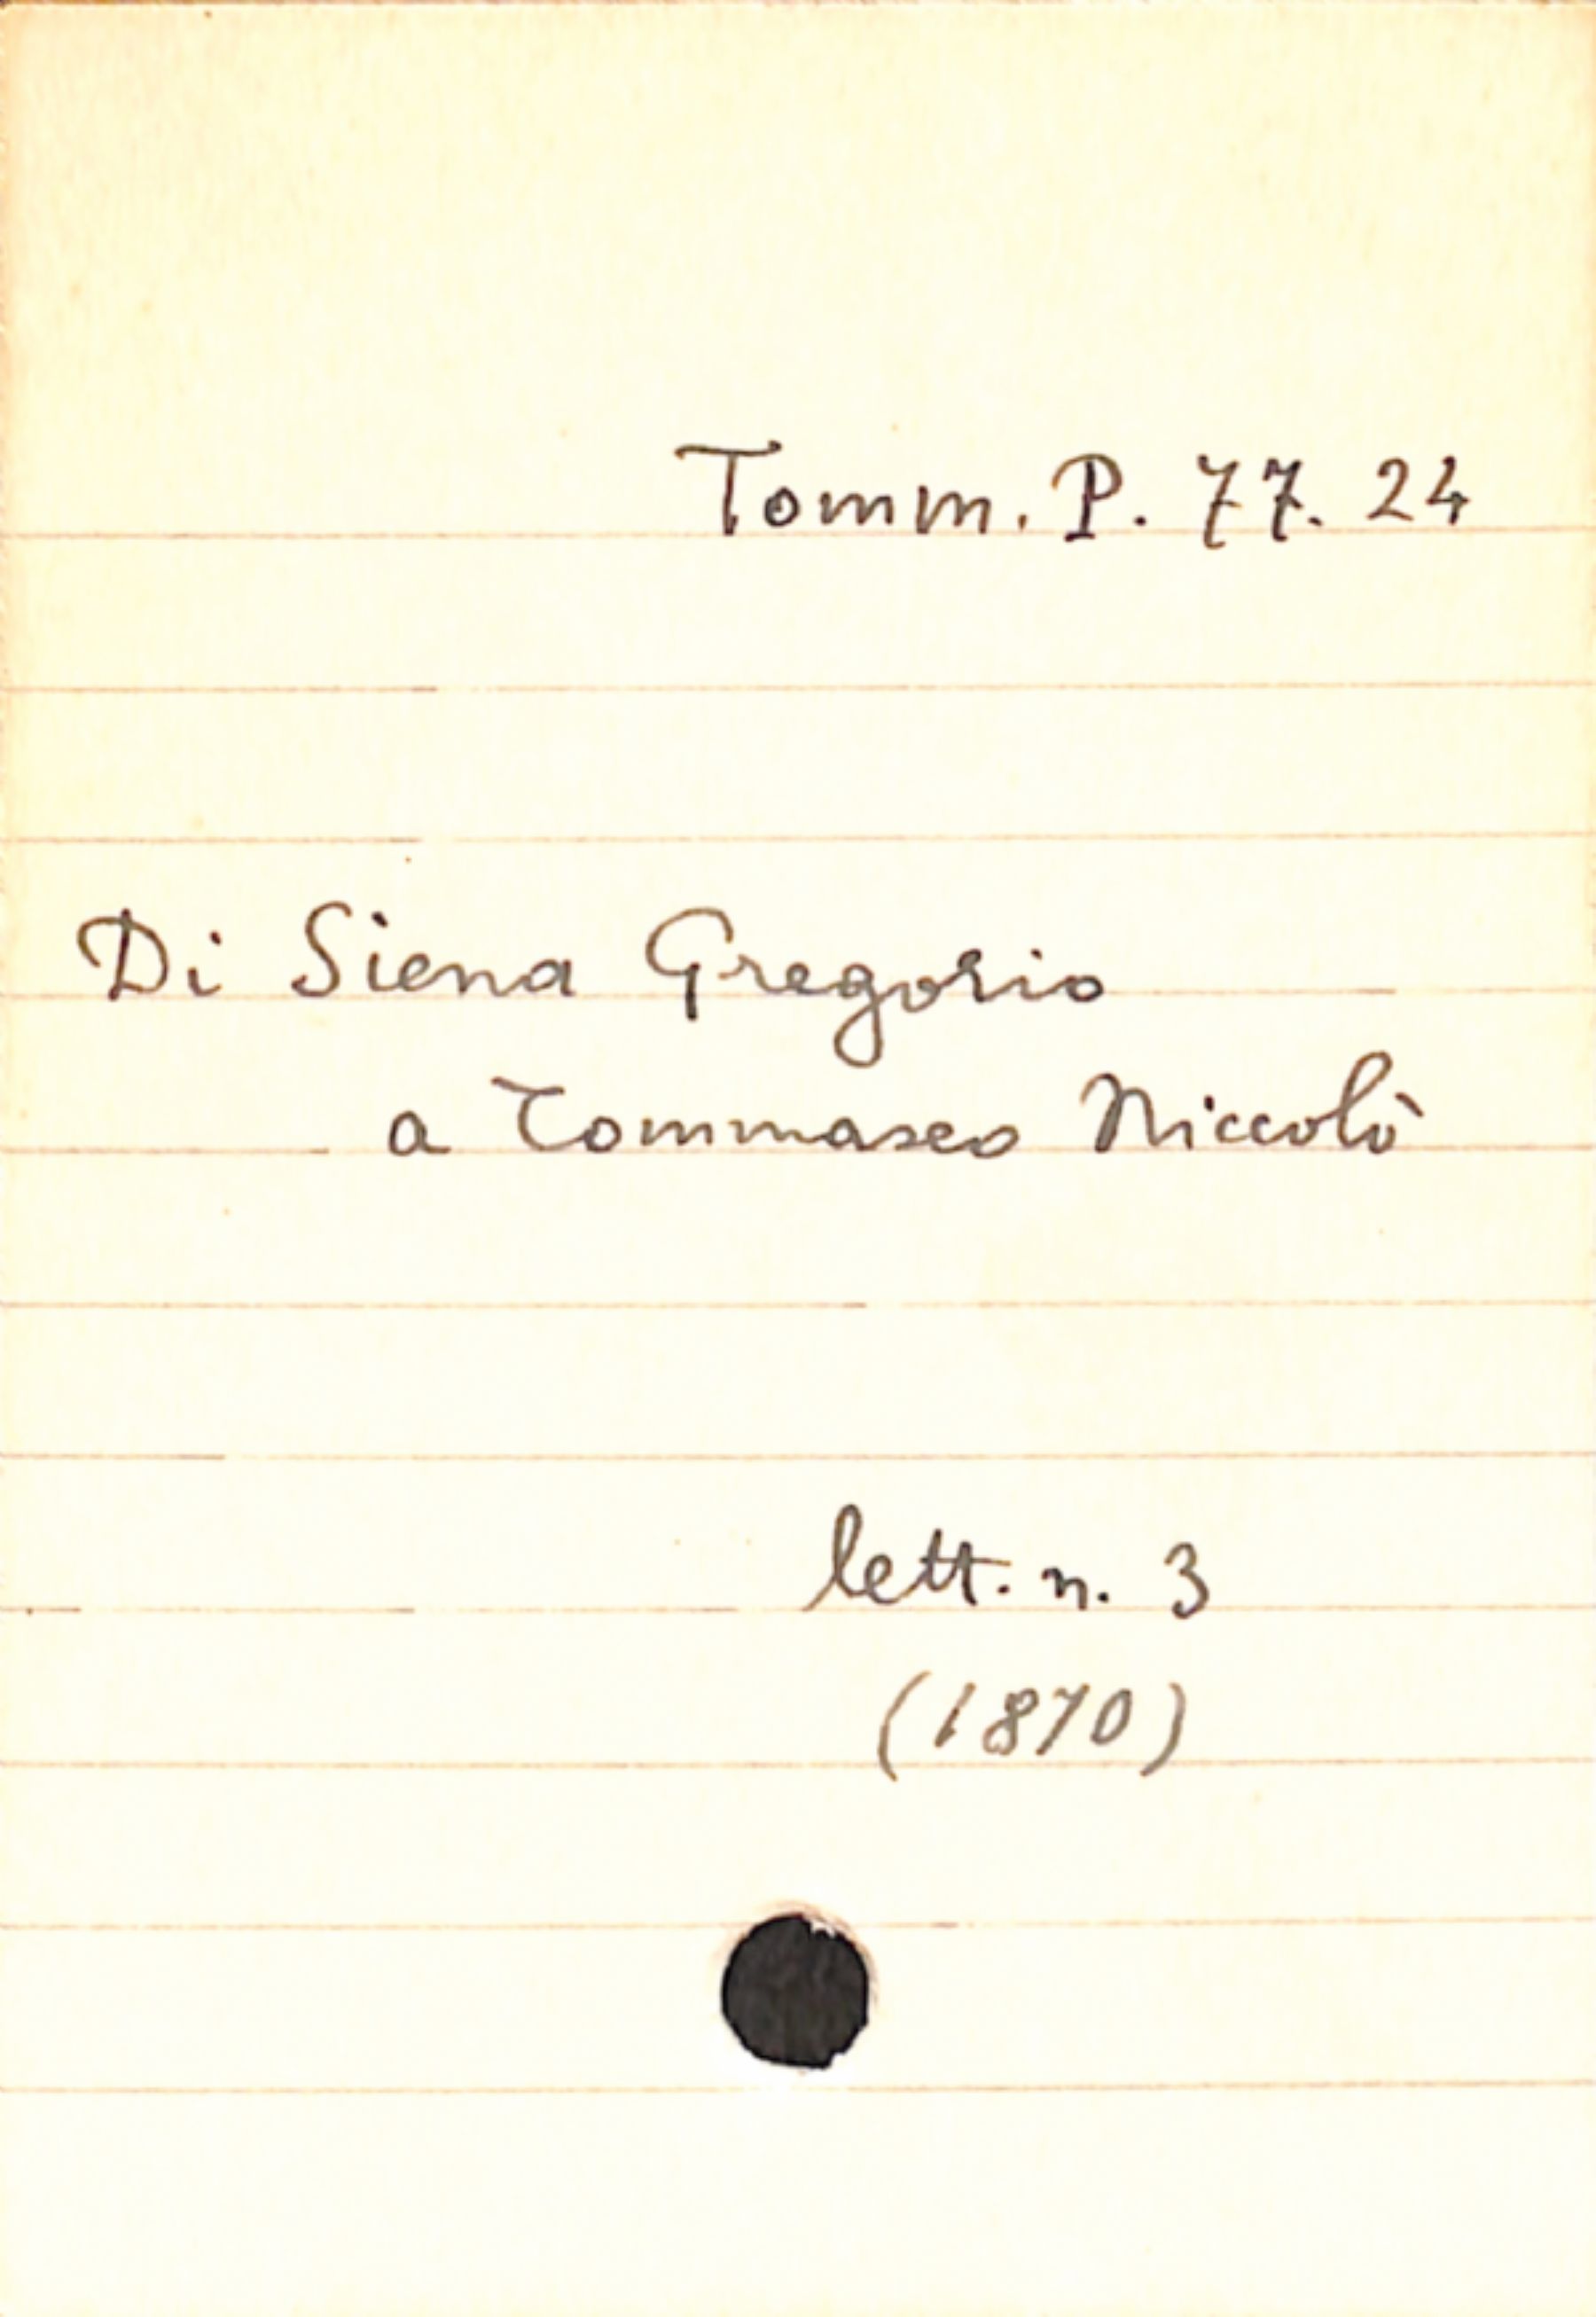 Tomm. P. 77. 24
Di Siena Gregorio
a Tommaseo Niccolò
lett. n. 3
(1870)